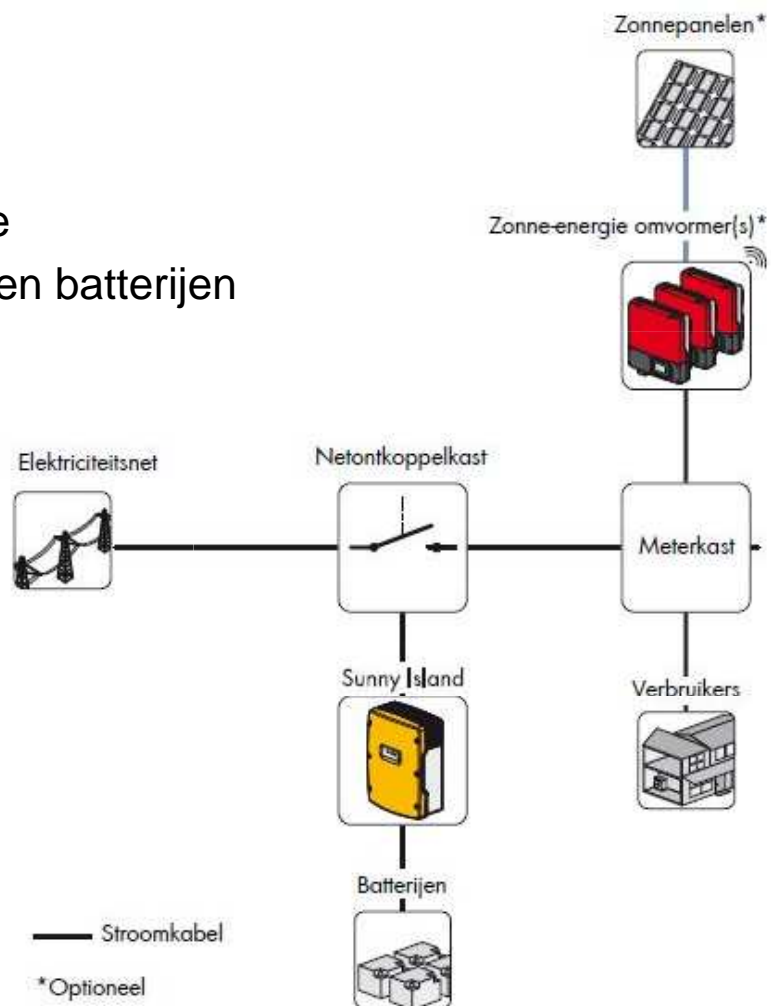 Zonnepanelen*
e
en batterijen
Zonne-energie omvormer(s)*
Elektriciteitsnet
Netontkoppelkast
Meterkast
Sunny Island
Verbruikers
Batterijen
Stroomkabel
*Optioneel